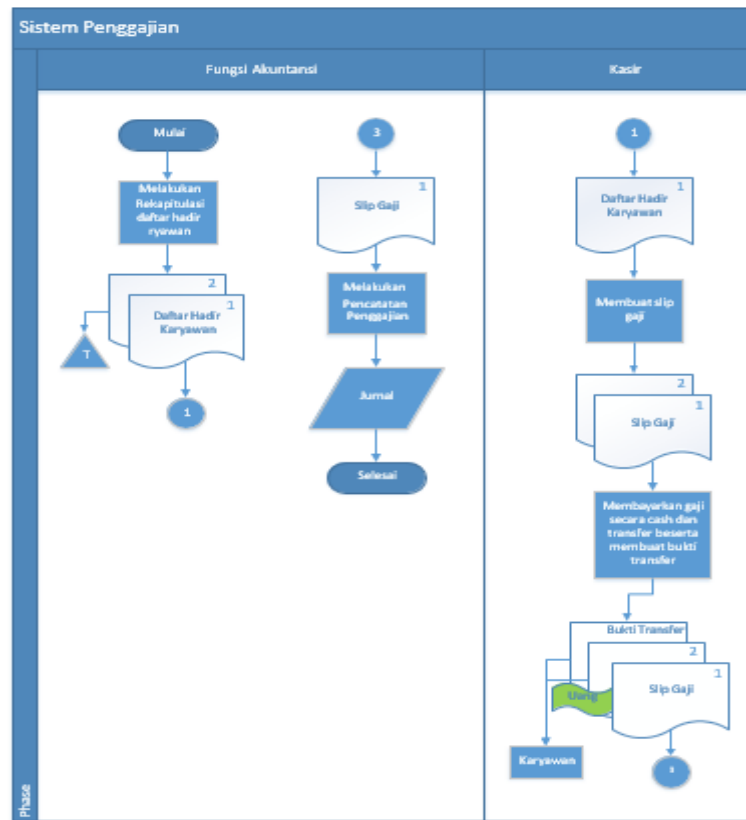 Sistem Penggajian
Fungsi Akuntansi
Kasir
Mulai
Melakukan
Rekapitulasi
daftar hadir
ryawan
2
1
Daftar Hadir
Karyawan
T
1
3
1
Slip Gaji
Melakukan
Pencatatan
Penggajian
Jurnal
Selesai
1
1
Daftar Hadir
Karyawan
Membuat slip
gaji
2
1
Slip Gaji
Membayarkan gaji
secara cash dan
transfer beserta
membuat bukti
transfer
Bukti Transfer
2
1
Slip Gaji
Uang
Karyawan
Phase